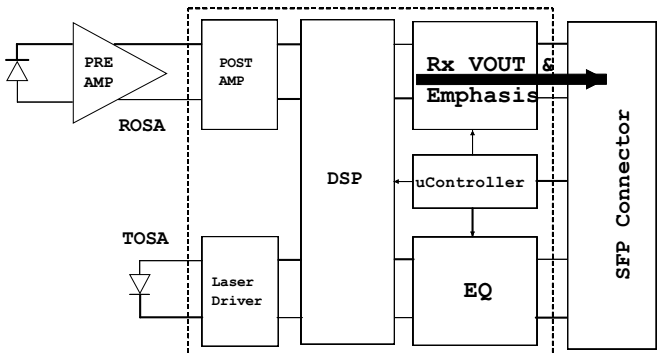 PRE
AMP
ROSA
POST
AMP
DSP
Rx VOUT &
Emphasis
uController
TOSA
Laser
Driver
EQ
SFP Connector